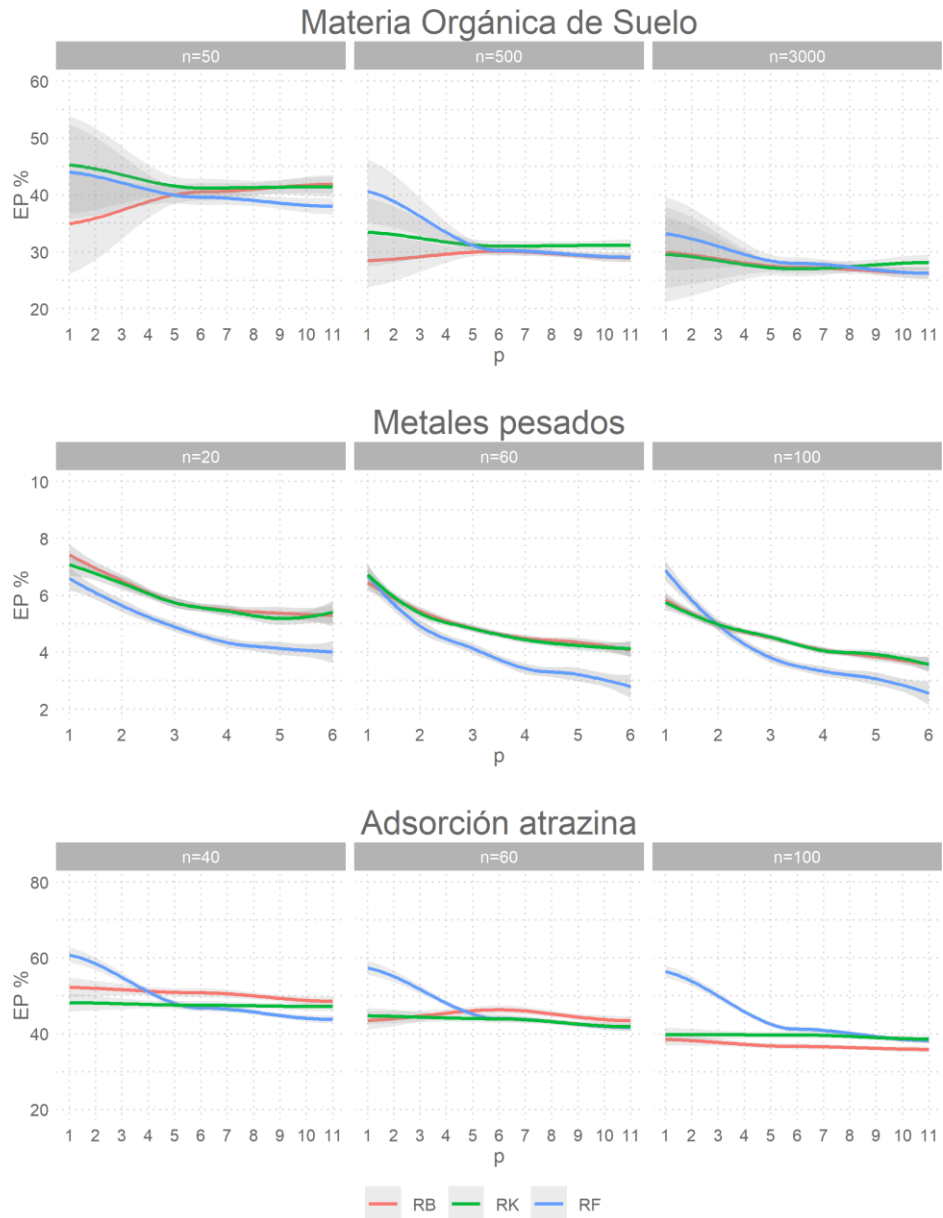 Materia Orgánica de Suelo
n=50 n=500 n=3000
60
50
40
30
20
EP %
1 2 3 4 5 6 7 8 9 10 11 1 2 3 4 5 6 7 8 9 10 11 1 2 3 4 5 6 7 8 9 10 11
p
Metales pesados
n=20 n=60 n=100
10
8
6
4
2
EP %
1 2 3 4 5 6 1 2 3 4 5 6 1 2 3 4 5 6
p
Adsorción atrazina
n=40 n=60 n=100
80
60
40
20
EP %
1 2 3 4 5 6 7 8 9 10 11 1 2 3 4 5 6 7 8 9 10 11 1 2 3 4 5 6 7 8 9 10 11
p
RB RK RF